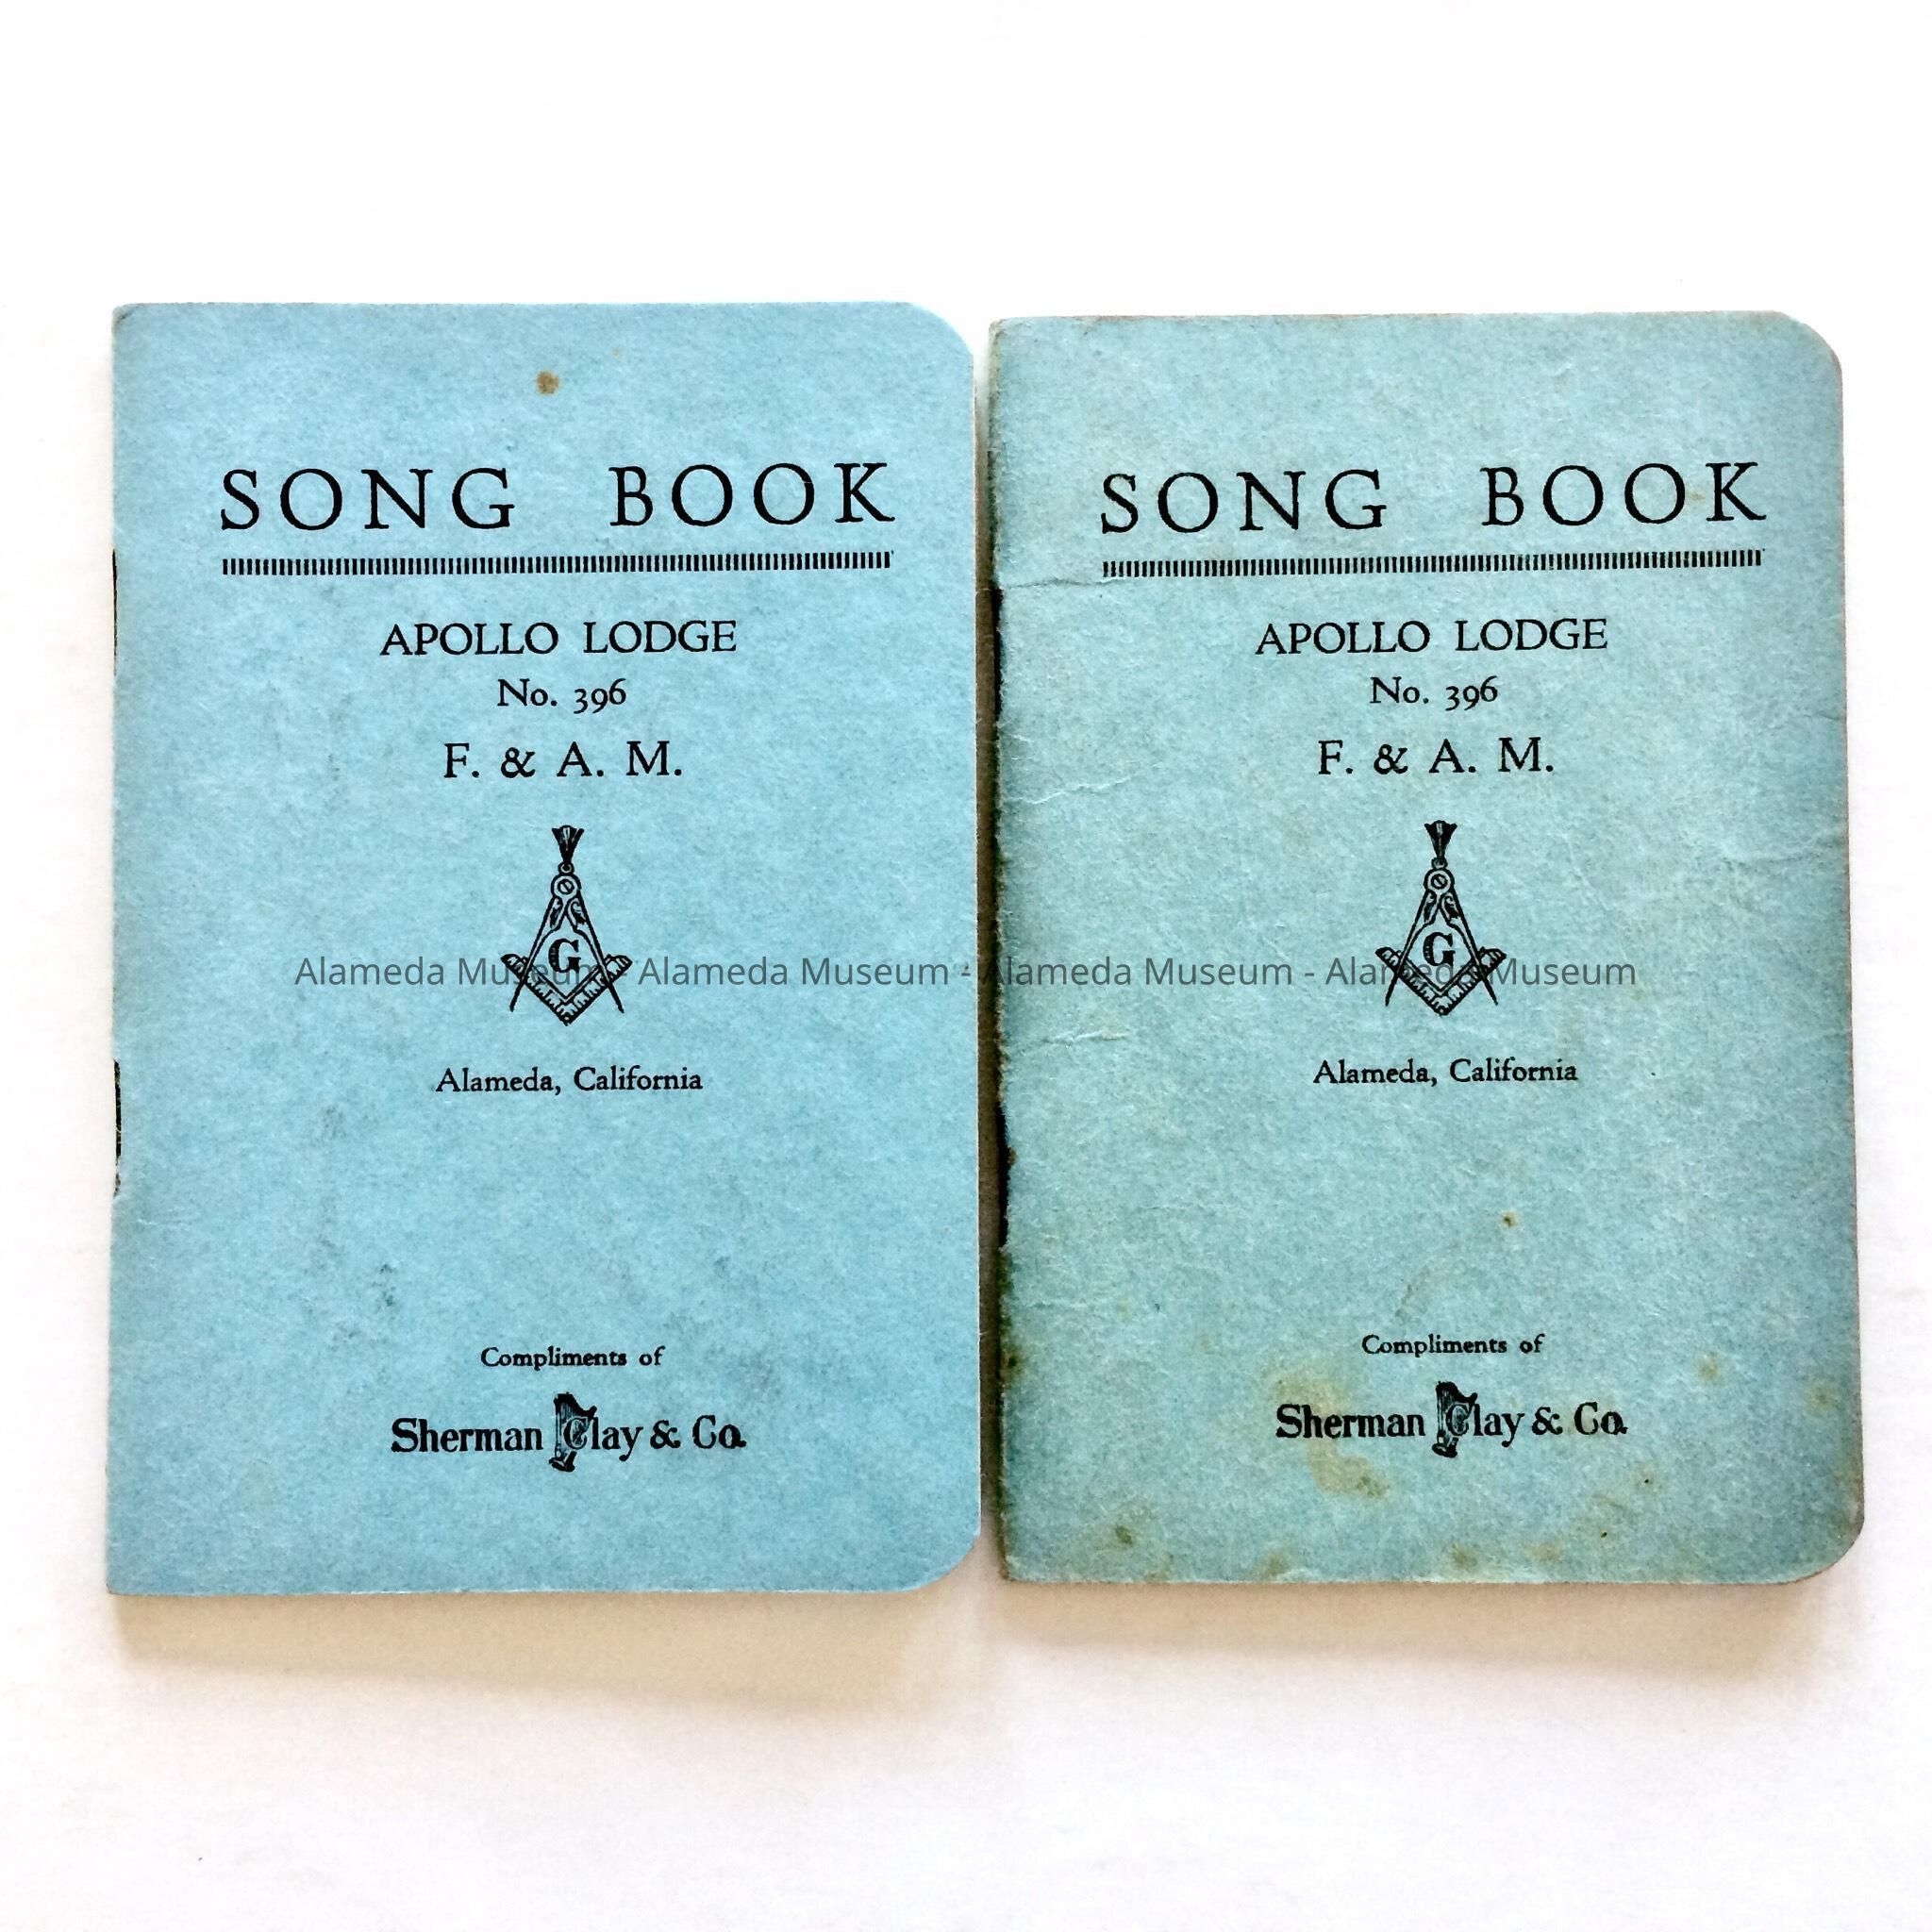 SONG BOOK
APOLLO LODGE
No. 396
F. & A. M.
G
Alameda, California
Compliments of
Sherman Clay & Co.
SONG BOOK
APOLLO LODGE
No. 396
F. & A. M.
G
Alameda, California
Compliments of
Sherman Clay & Co.
Alameda Museum - Alameda Museum - Alameda Museum - Alameda Museum